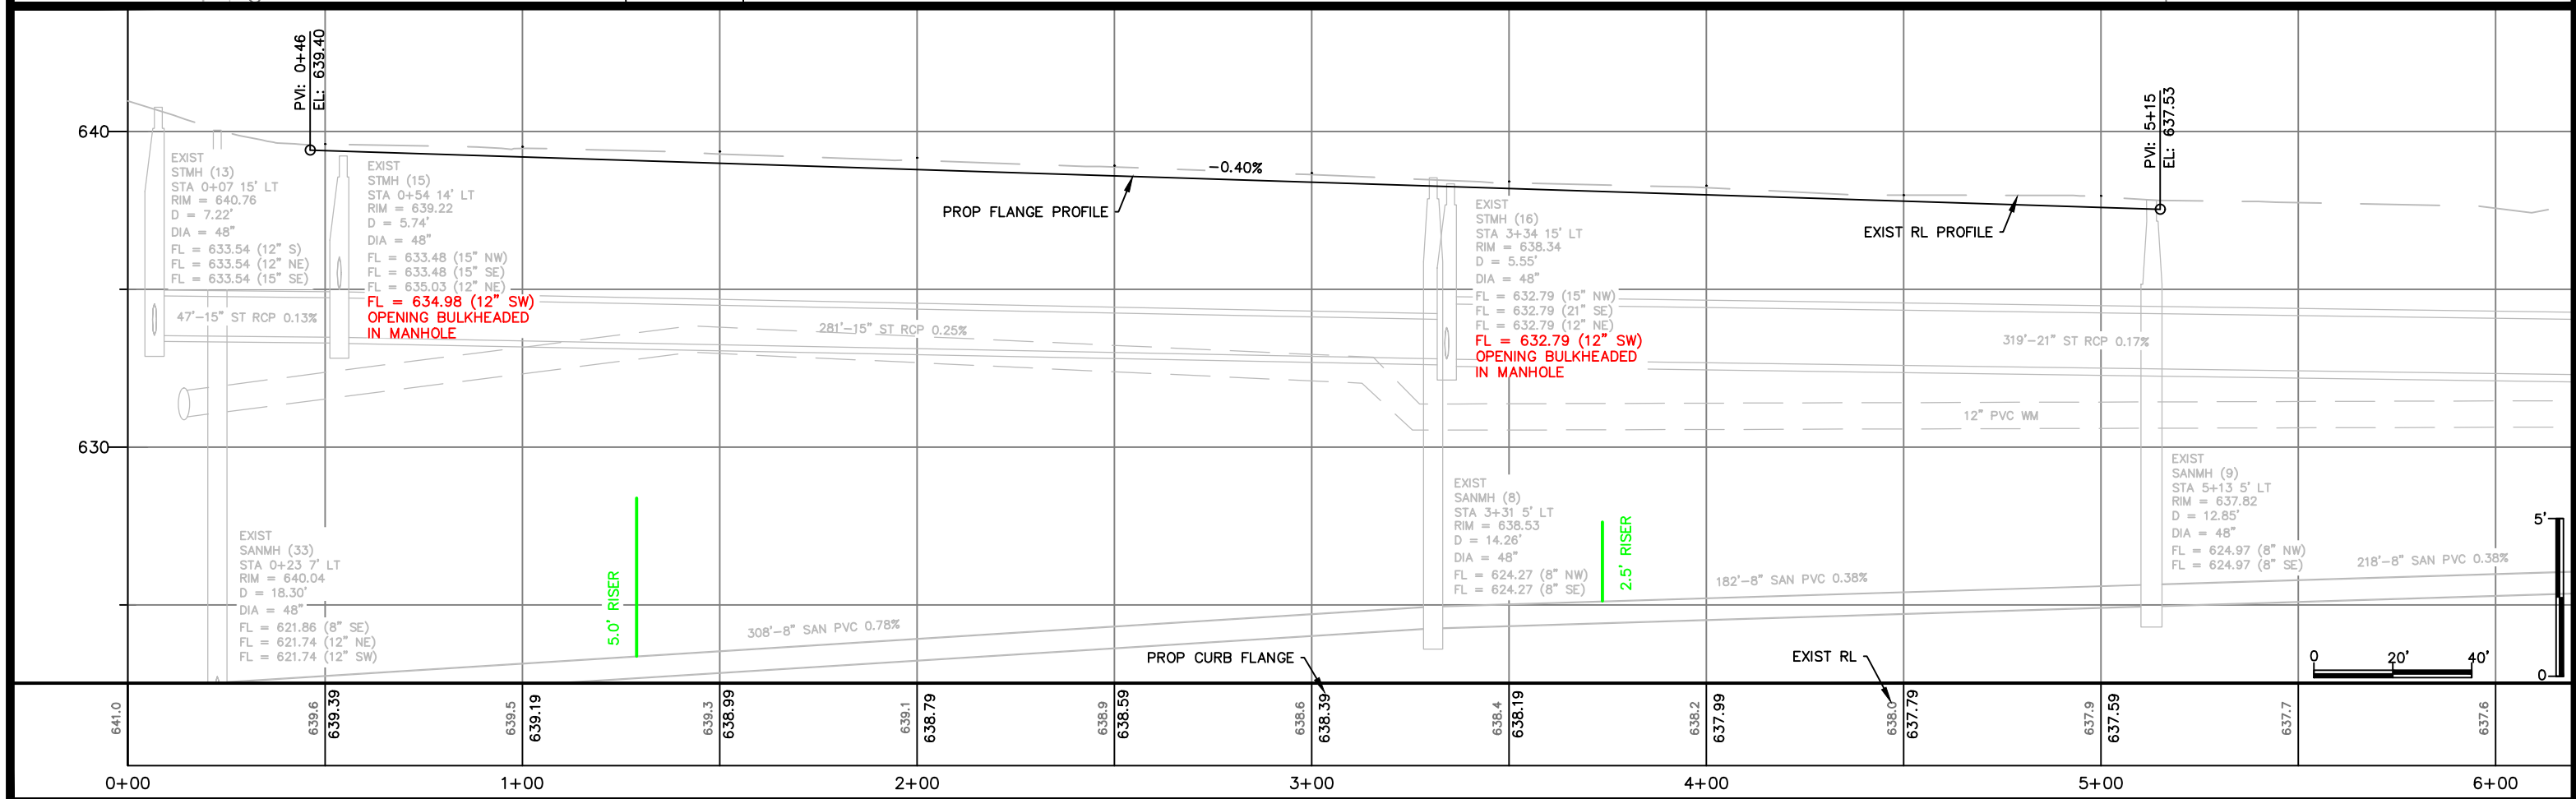 PVI: 0+46
EL: 639.40
PVI: 5+15
EL: 637.53
640
630
-0.40%
PROP FLANGE PROFILE
EXIST RL PROFILE
EXIST
STMH (13)
STA 0+07 15' LT
RIM = 640.76
D = 7.22'
DIA = 48"
FL = 633.54 (12" S)
FL = 633.54 (12" NE)
FL = 633.54 (15" SE)
EXIST
STMH (15)
STA 0+54 14' LT
RIM = 639.22
D = 5.74'
DIA = 48"
FL = 633.48 (15" NW)
FL = 633.48 (15" SE)
FL = 635.03 (12" NE)
FL = 634.98 (12" SW)
OPENING BULKHEADED
IN MANHOLE
EXIST
STMH (16)
STA 3+34 15' LT
RIM = 638.34
D = 5.55'
DIA = 48"
FL = 632.79 (15" NW)
FL = 632.79 (21" SE)
FL = 632.79 (12" NE)
FL = 632.79 (12" SW)
OPENING BULKHEADED
IN MANHOLE
47'-15" ST RCP 0.13%
281'-15" ST RCP 0.25%
319'-21" ST RCP 0.17%
12" PVC WM
EXIST
SANMH (33)
STA 0+23 7' LT
RIM = 640.04
D = 18.30'
DIA = 48"
FL = 621.86 (8" SE)
FL = 621.74 (12" NE)
FL = 621.74 (12" SW)
5.0' RISER
308'-8" SAN PVC 0.78%
EXIST
SANMH (8)
STA 3+31 5' LT
RIM = 638.53
D = 14.26'
DIA = 48"
FL = 624.27 (8" NW)
FL = 624.27 (8" SE)
2.5' RISER
182'-8" SAN PVC 0.38%
EXIST
SANMH (9)
STA 5+13 5' LT
RIM = 637.82
D = 12.85'
DIA = 48"
FL = 624.97 (8" NW)
FL = 624.97 (8" SE)
218'-8" SAN PVC 0.38%
5'
0
0 20' 40'
PROP CURB FLANGE
EXIST RL
641.0
639.6
639.39
639.5
639.19
639.3
638.99
639.1
638.79
638.9
638.59
638.6
638.39
638.4
638.19
638.2
637.99
638.0
637.79
637.9
637.59
637.7
637.6
0+00 1+00 2+00 3+00 4+00 5+00 6+00